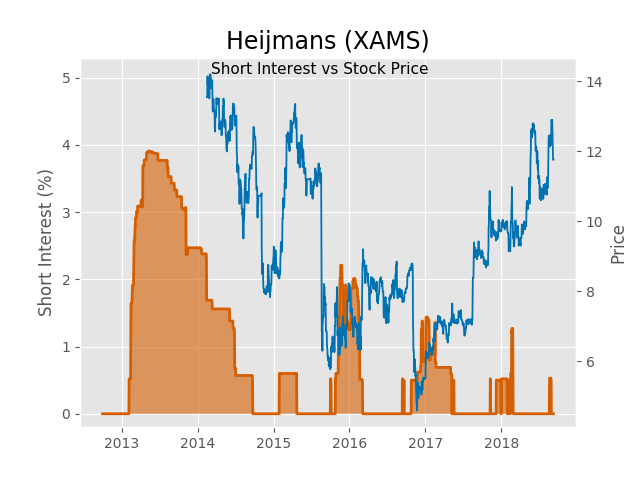 Heijmans (XAMS)
Short Interest vs Stock Price
Short Interest (%)
5
4
3
2
1
0
14
12
10
8
6
Price
2013 2014 2015 2016 2017 2018